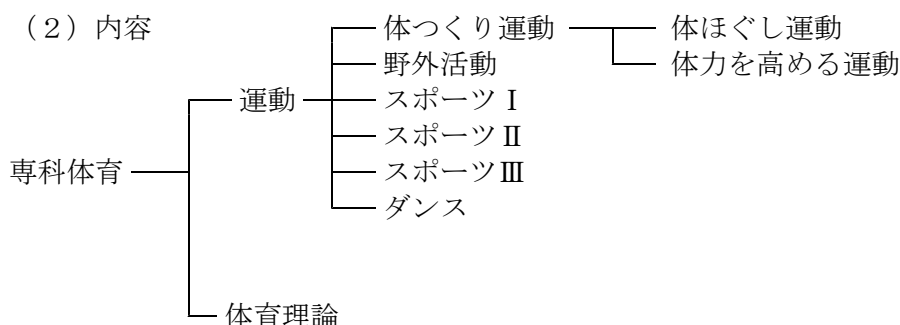 （2）内容
体つくり運動
体ほぐし運動
野外活動
体力を高める運動
運動
スポーツⅠ
スポーツⅡ
専科体育
スポーツⅢ
ダンス
体育理論